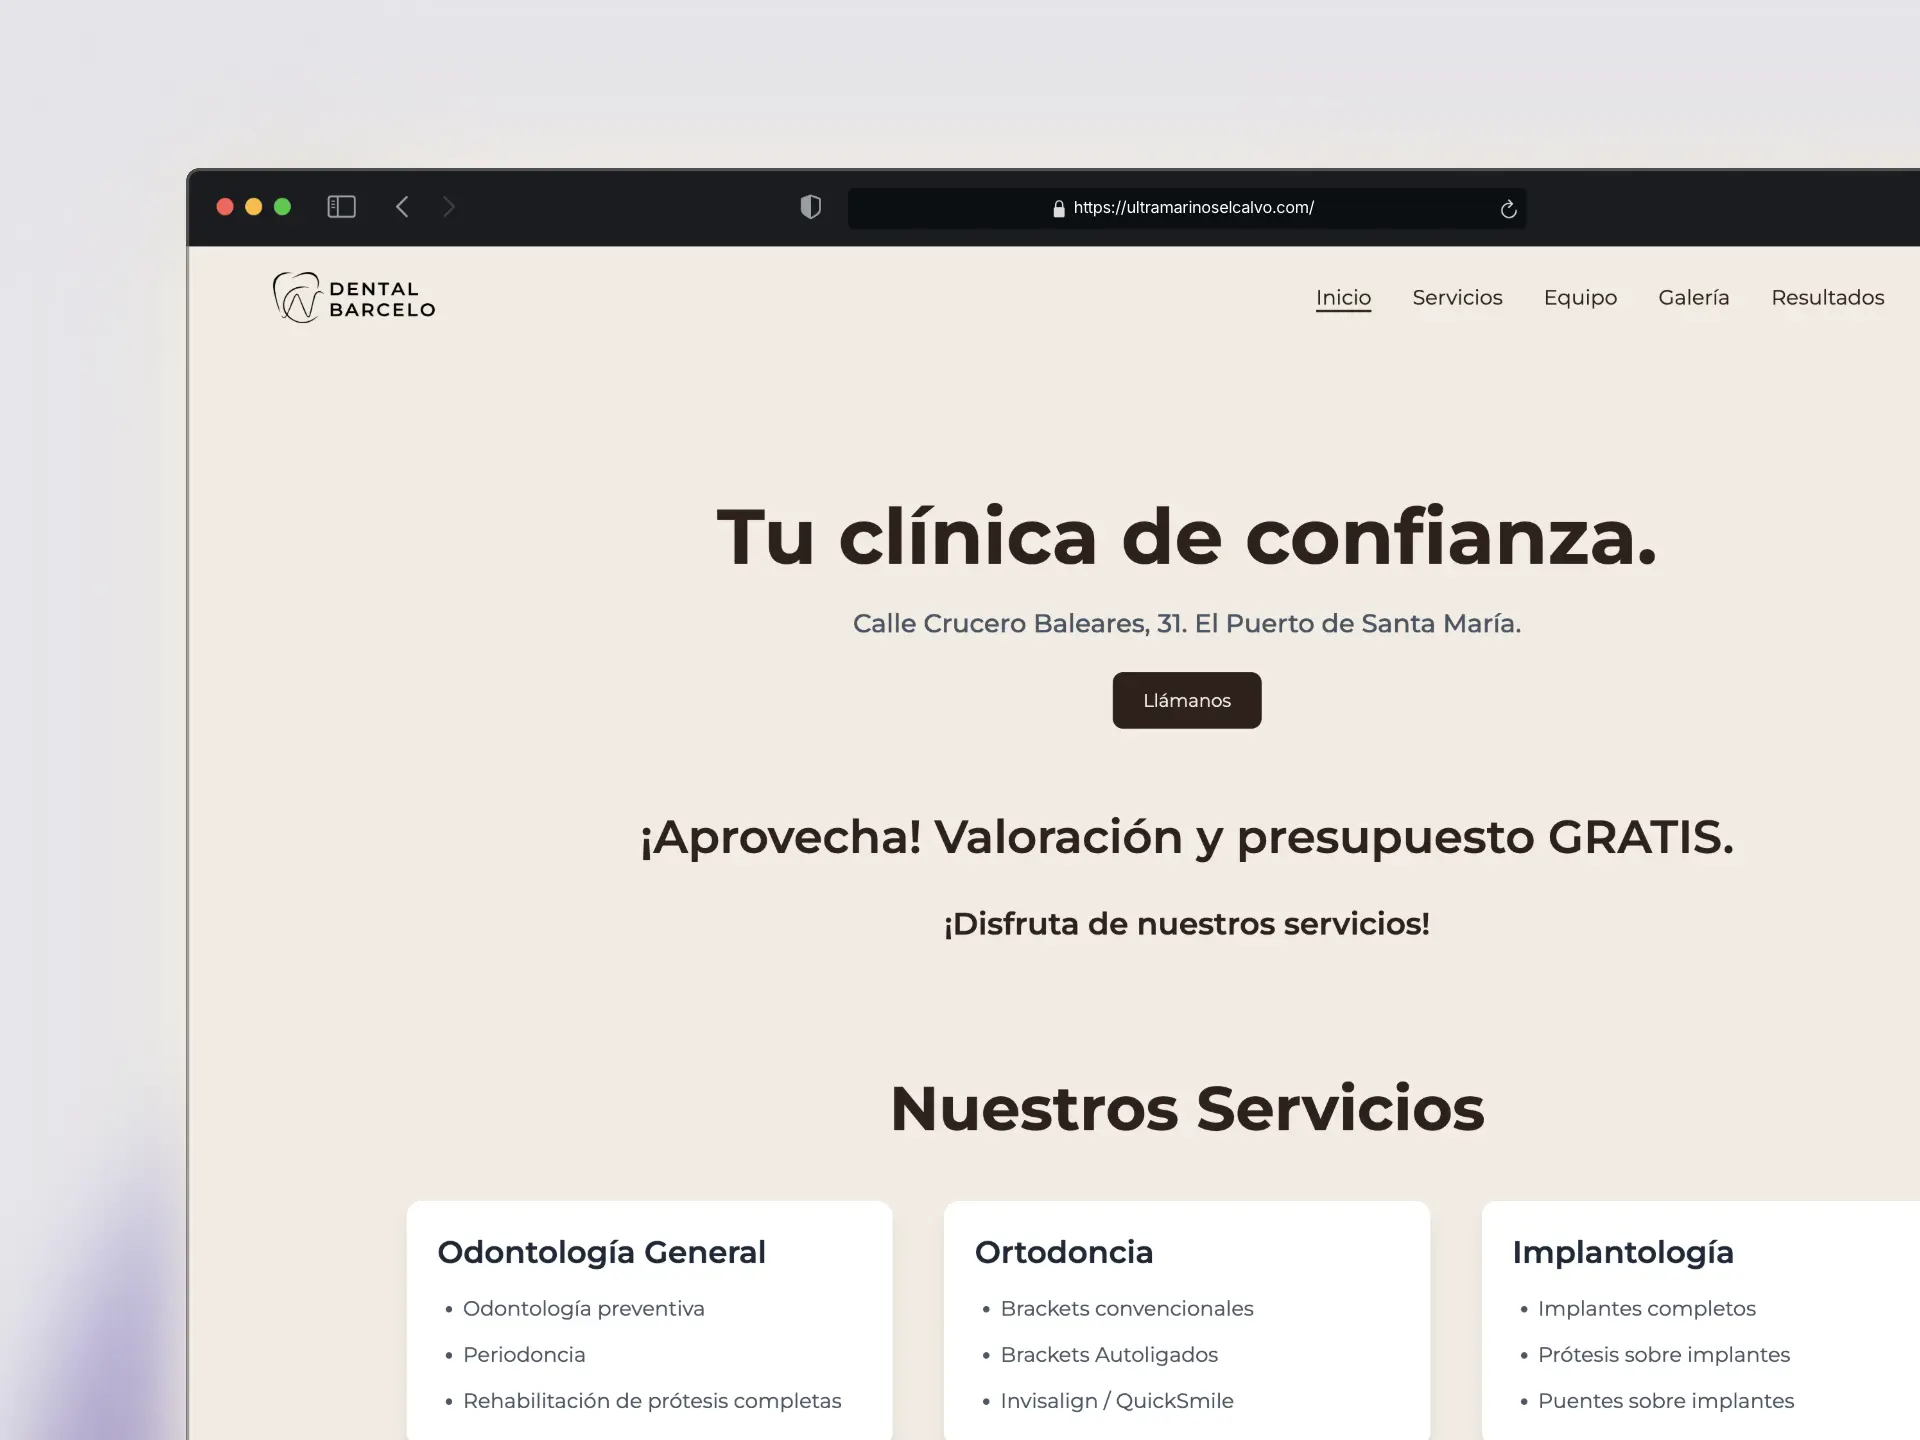 https://ultramarinoselcalvo.com/
DENTAL
BARCELO
Inicio Servicios Equipo Galería Resultados
Tu clínica de confianza.
Calle Crucero Baleares, 31. El Puerto de Santa María.
Llámanos
¡Aprovecha! Valoración y presupuesto GRATIS.
¡Disfruta de nuestros servicios!
Nuestros Servicios
Odontología General
• Odontología preventiva
• Periodoncia
• Rehabilitación de prótesis completas
Ortodoncia
• Brackets convencionales
• Brackets Autoligados
• Invisalign / QuickSmile
Implantología
• Implantes completos
• Prótesis sobre implantes
• Puentes sobre implantes